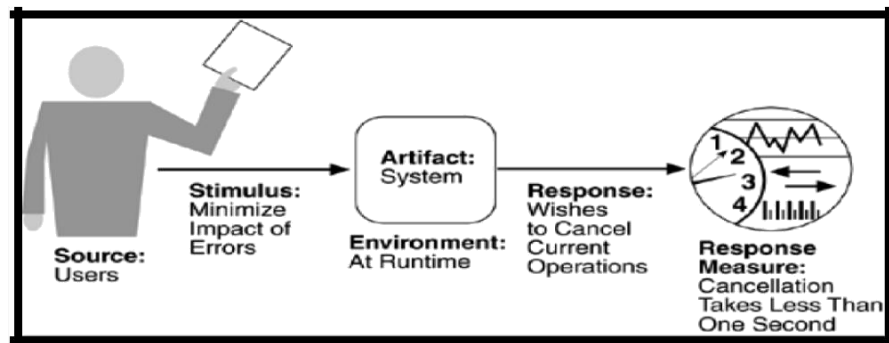 Source:
Users
Stimulus:
Minimize
Impact of
Errors
Artifact:
System
Environment:
At Runtime
Response:
Wishes
to Cancel
Current
Operations
1
2
3
4
Response
Measure:
Cancellation
Takes Less Than
One Second